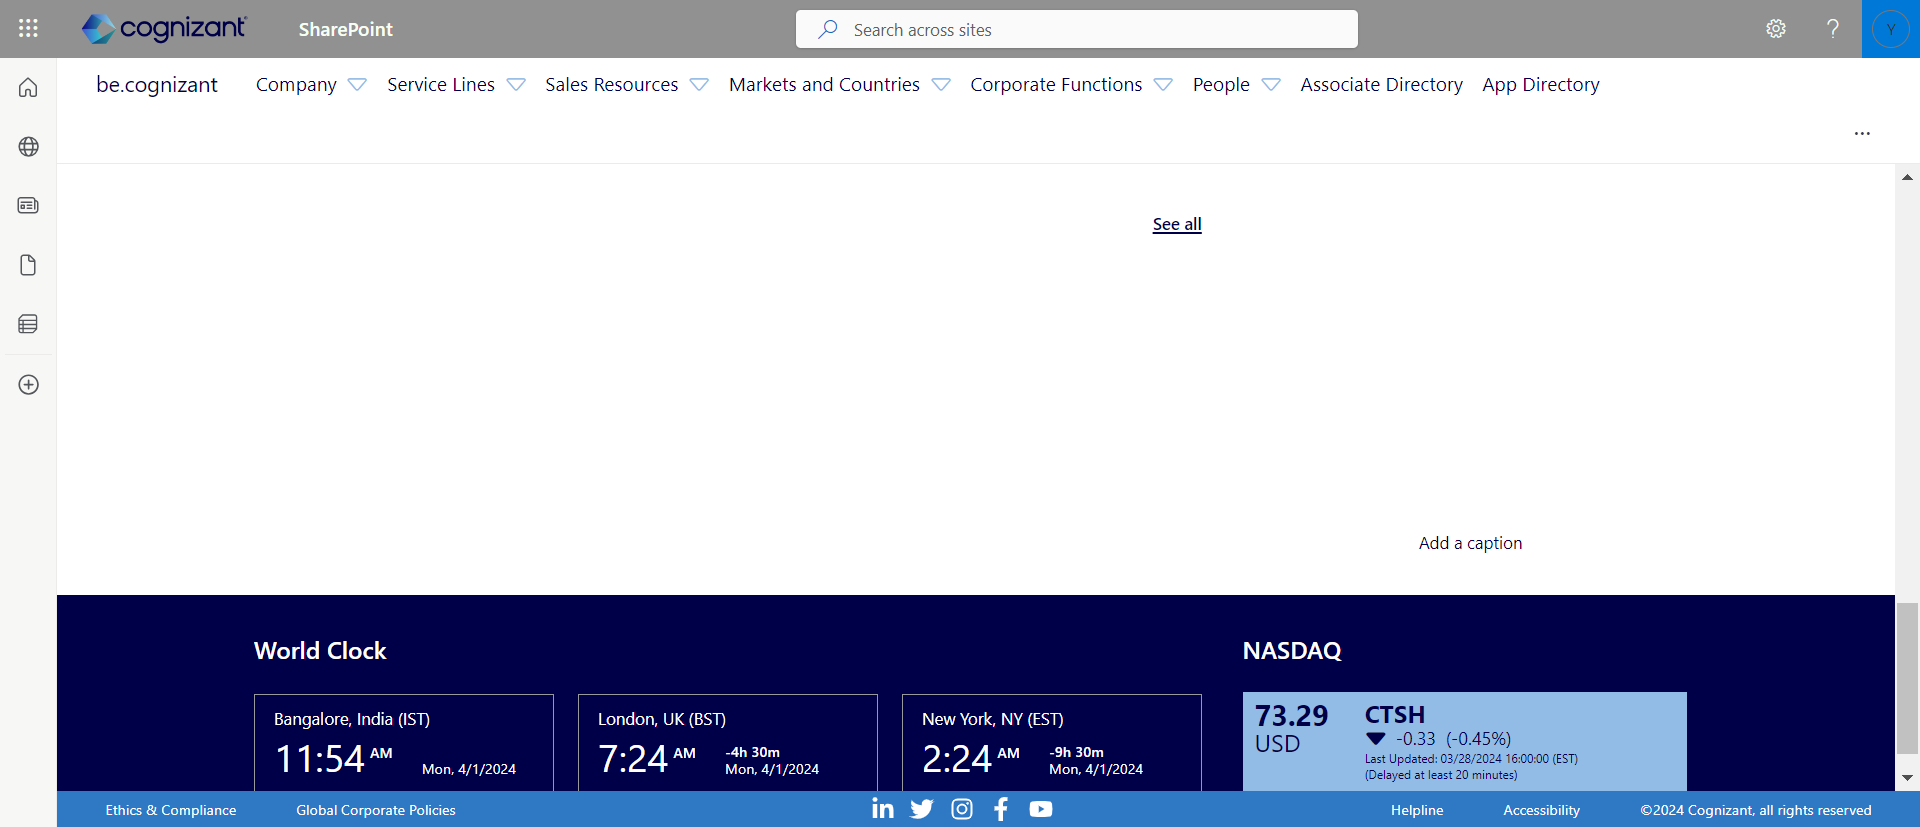 cognizant
SharePoint
Search across sites
Y
be.cognizant
Company
Service Lines
Sales Resources
Markets and Countries
Corporate Functions
People
Associate Directory
App Directory
...
See all
Add a caption
World Clock
Bangalore, India (IST)
11:54 AM
Mon, 4/1/2024
London, UK (BST)
7:24 AM
-4h 30m
Mon, 4/1/2024
New York, NY (EST)
2:24 AM
-9h 30m
Mon, 4/1/2024
NASDAQ
73.29
USD
CTSH
-0.33 (-0.45%)
Last Updated: 03/28/2024 16:00:00 (EST)
(Delayed at least 20 minutes)
Ethics & Compliance
Global Corporate Policies
Helpline
Accessibility
©2024 Cognizant, all rights reserved